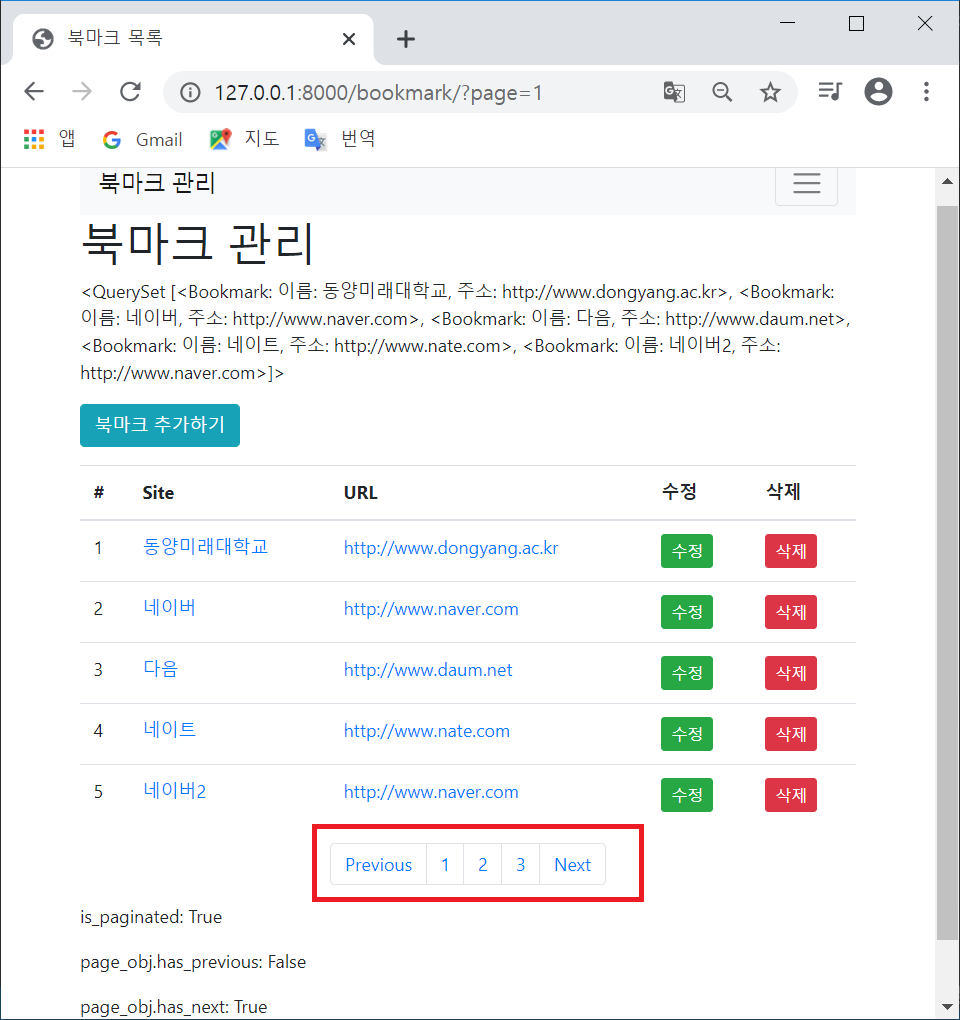 북마크 목록
127.0.0.1:8000/bookmark/?page=1
앱 Gmail 지도 번역
북마크 관리
북마크 관리
<QuerySet [<Bookmark: 이름: 동양미래대학교, 주소: http://www.dongyang.ac.kr>, <Bookmark:
이름: 네이버, 주소: http://www.naver.com>, <Bookmark: 이름: 다음, 주소: http://www.daum.net>,
<Bookmark: 이름: 네이트, 주소: http://www.nate.com>, <Bookmark: 이름: 네이버2, 주소:
http://www.naver.com>]>
북마크 추가하기
# Site URL 수정 삭제
1 동양미래대학교 http://www.dongyang.ac.kr 수정 삭제
2 네이버 http://www.naver.com 수정 삭제
3 다음 http://www.daum.net 수정 삭제
4 네이트 http://www.nate.com 수정 삭제
5 네이버2 http://www.naver.com 수정 삭제
Previous 1 2 3 Next
is_paginated: True
page_obj.has_previous: False
page_obj.has_next: True